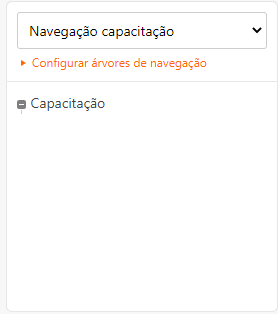 Navegação capacitação
Configurar árvores de navegação
Capacitação